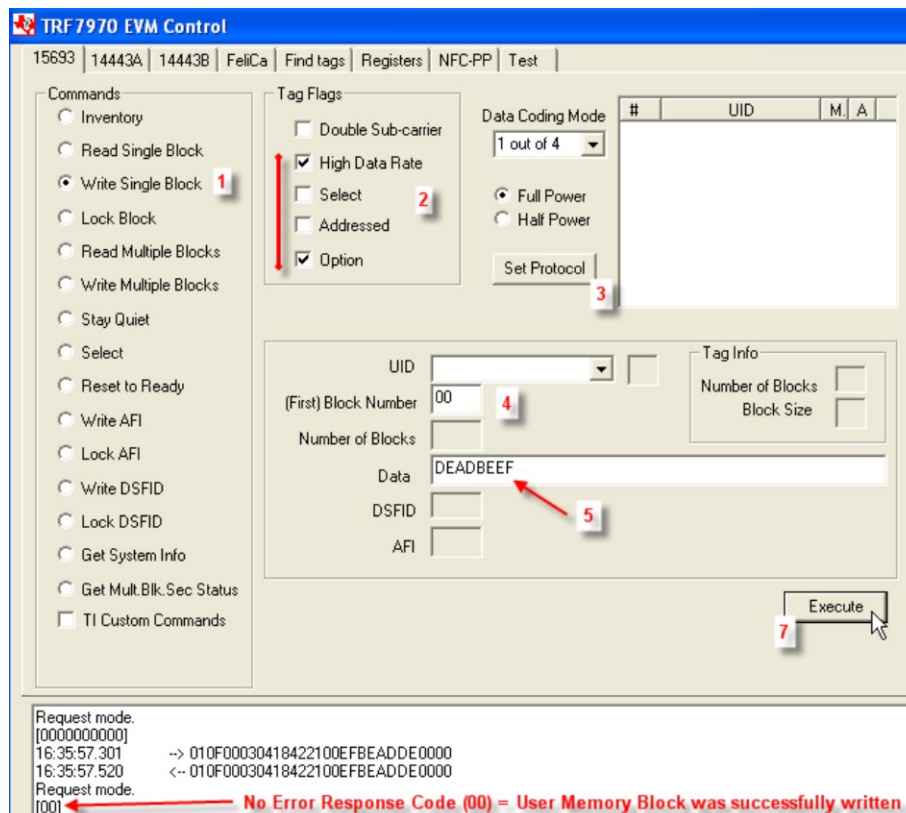 TRF7970 EVM Control
15693 14443A 14443B FeliCa Find tags Registers NFC-PP Test
Commands
Inventory
Read Single Block
Write Single Block 1
Lock Block
Read Multiple Blocks
Write Multiple Blocks
Stay Quiet
Select
Reset to Ready
Write AFI
Lock AFI
Write DSFID
Lock DSFID
Get System Info
Get Mult.Blk.Sec Status
TI Custom Commands
Tag Flags
Double Sub-carrier
High Data Rate
Select 2
Addressed
Option
Data Coding Mode
1 out of 4
Full Power
Half Power
Set Protocol
3
# UID M. A
UID
(First) Block Number 00 4
Number of Blocks
Data DEADBEEF
DSFID 5
AFI
Tag Info
Number of Blocks
Block Size
Execute
7
Request mode.
[0000000000]
16:35:57.301 --> 010F00030418422100EFBEADDE0000
16:35:57.520 <-- 010F00030418422100EFBEADDE0000
Request mode.
[00] No Error Response Code (00) = User Memory Block was successfully written